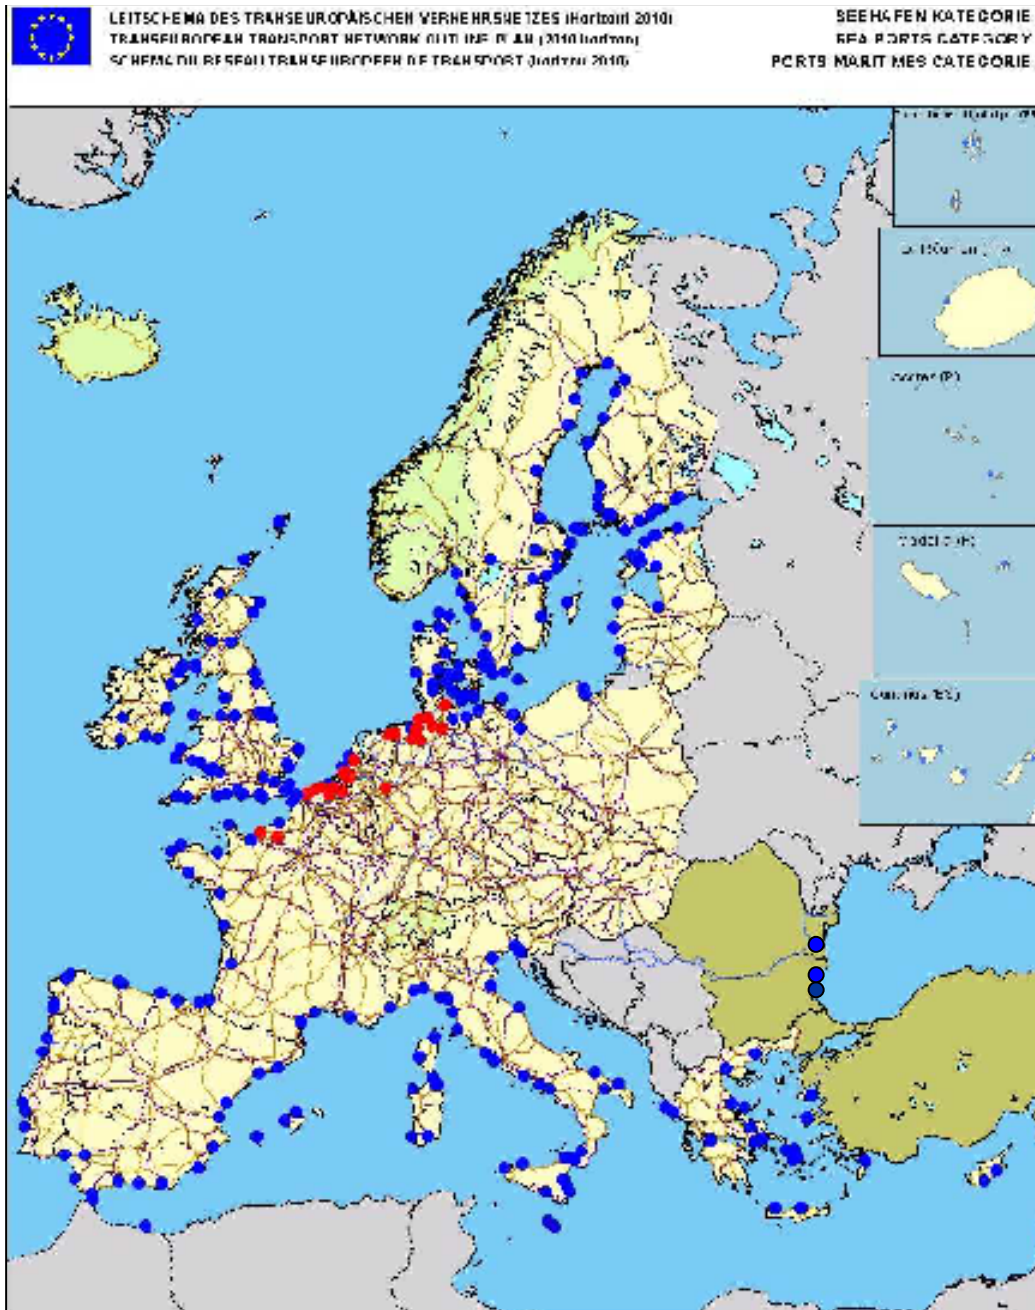 LEITSCHEMA DES TRANSEUROPÄISCHEN VERKEHRSNETZES (Horizont 2010)
TRANSEUROPEAN TRANSPORT NETWORK OUTLINE PLAN (2010 horizon)
SCHEMA DU RESEAU TRANSEUROPEEN DE TRANSPORT (horizon 2010)
SEEHAFEN KATEGORIE
SEA PORTS CATEGORY
PORTS MARITIMES CATEGORIE
(P)
(P)